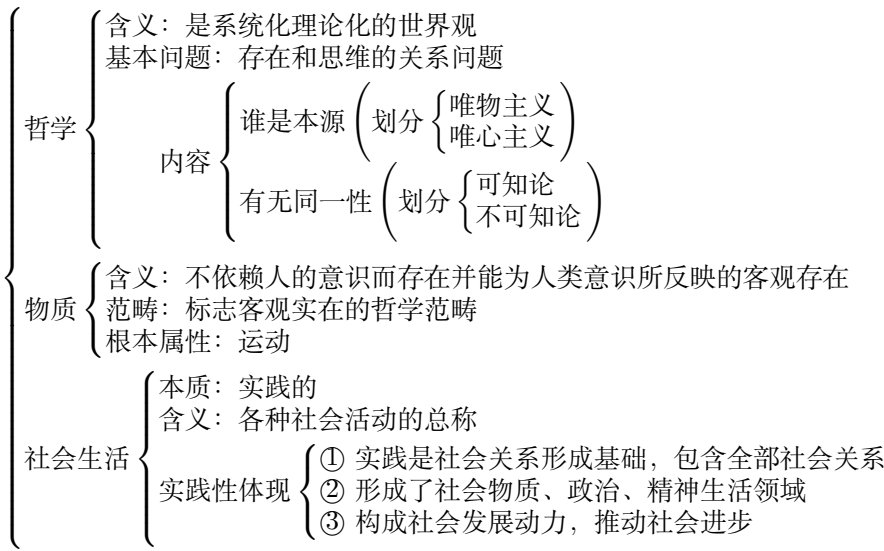 哲学
含义：是系统化理论化的世界观
基本问题：存在和思维的关系问题
内容
谁是本源（划分 唯物主义
唯心主义）
有无同一性（划分 可知论
不可知论）
物质
含义：不依赖人的意识而存在并能为人类意识所反映的客观存在
范畴：标志客观实在的哲学范畴
根本属性：运动
社会生活
本质：实践的
含义：各种社会活动的总称
实践性体现
① 实践是社会关系形成基础，包含全部社会关系
② 形成了社会物质、政治、精神生活领域
③ 构成社会发展动力，推动社会进步